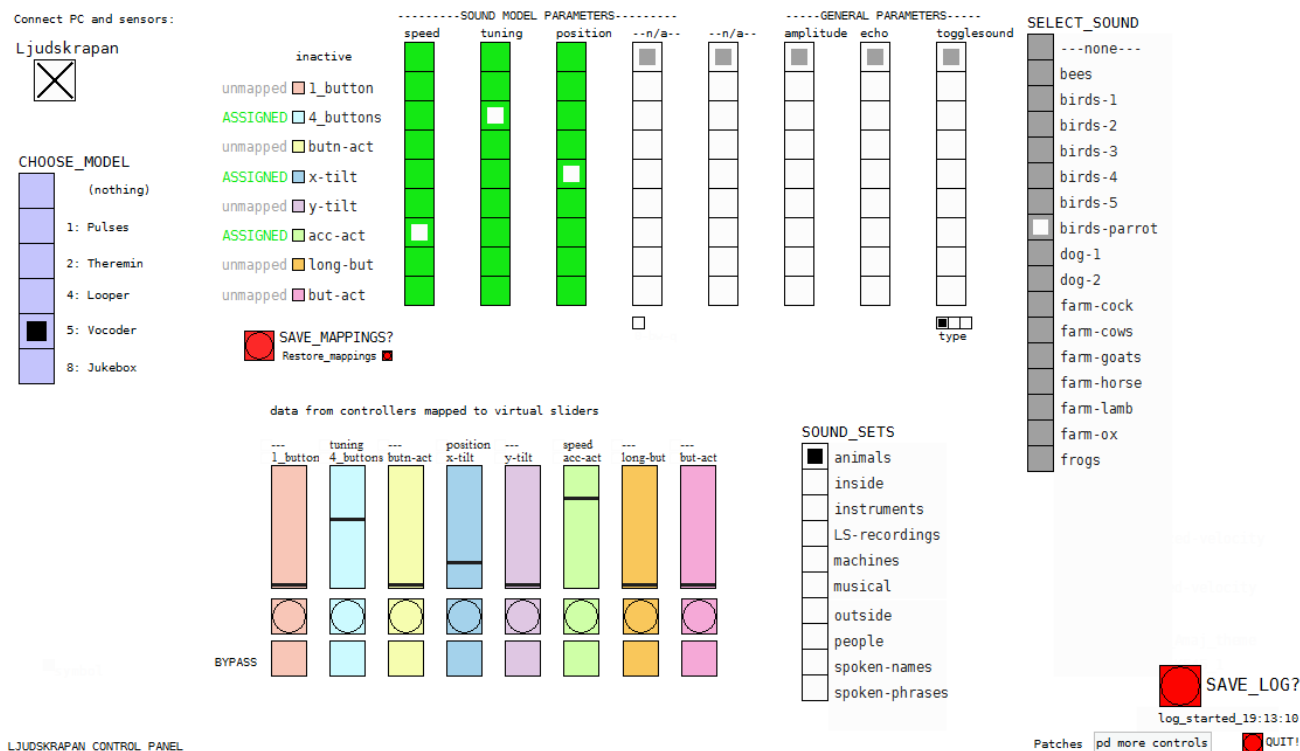 Connect PC and sensors:
Ljudskrapan
---------SOUND MODEL PARAMETERS---------
-----GENERAL PARAMETERS-----
speed tuning position --n/a-- --n/a-- amplitude echo togglesound
inactive
unmapped 1_button
ASSIGNED 4_buttons
unmapped butn-act
ASSIGNED x-tilt
unmapped y-tilt
ASSIGNED acc-act
unmapped long-but
unmapped but-act
type
SAVE_MAPPINGS?
Restore_mappings
CHOOSE_MODEL
(nothing)
1: Pulses
2: Theremin
4: Looper
5: Vocoder
8: Jukebox
SELECT_SOUND
---none---
bees
birds-1
birds-2
birds-3
birds-4
birds-5
birds-parrot
dog-1
dog-2
farm-cock
farm-cows
farm-goats
farm-horse
farm-lamb
farm-ox
frogs
data from controllers mapped to virtual sliders
--- tuning --- position --- speed --- ---
1_button 4_buttons butn-act x-tilt y-tilt acc-act long-but but-act
BYPASS
SOUND_SETS
animals
inside
instruments
LS-recordings
machines
musical
outside
people
spoken-names
spoken-phrases
SAVE_LOG?
log_started_19:13:10
LJUDSKRAPAN CONTROL PANEL
Patches pd more controls QUIT!